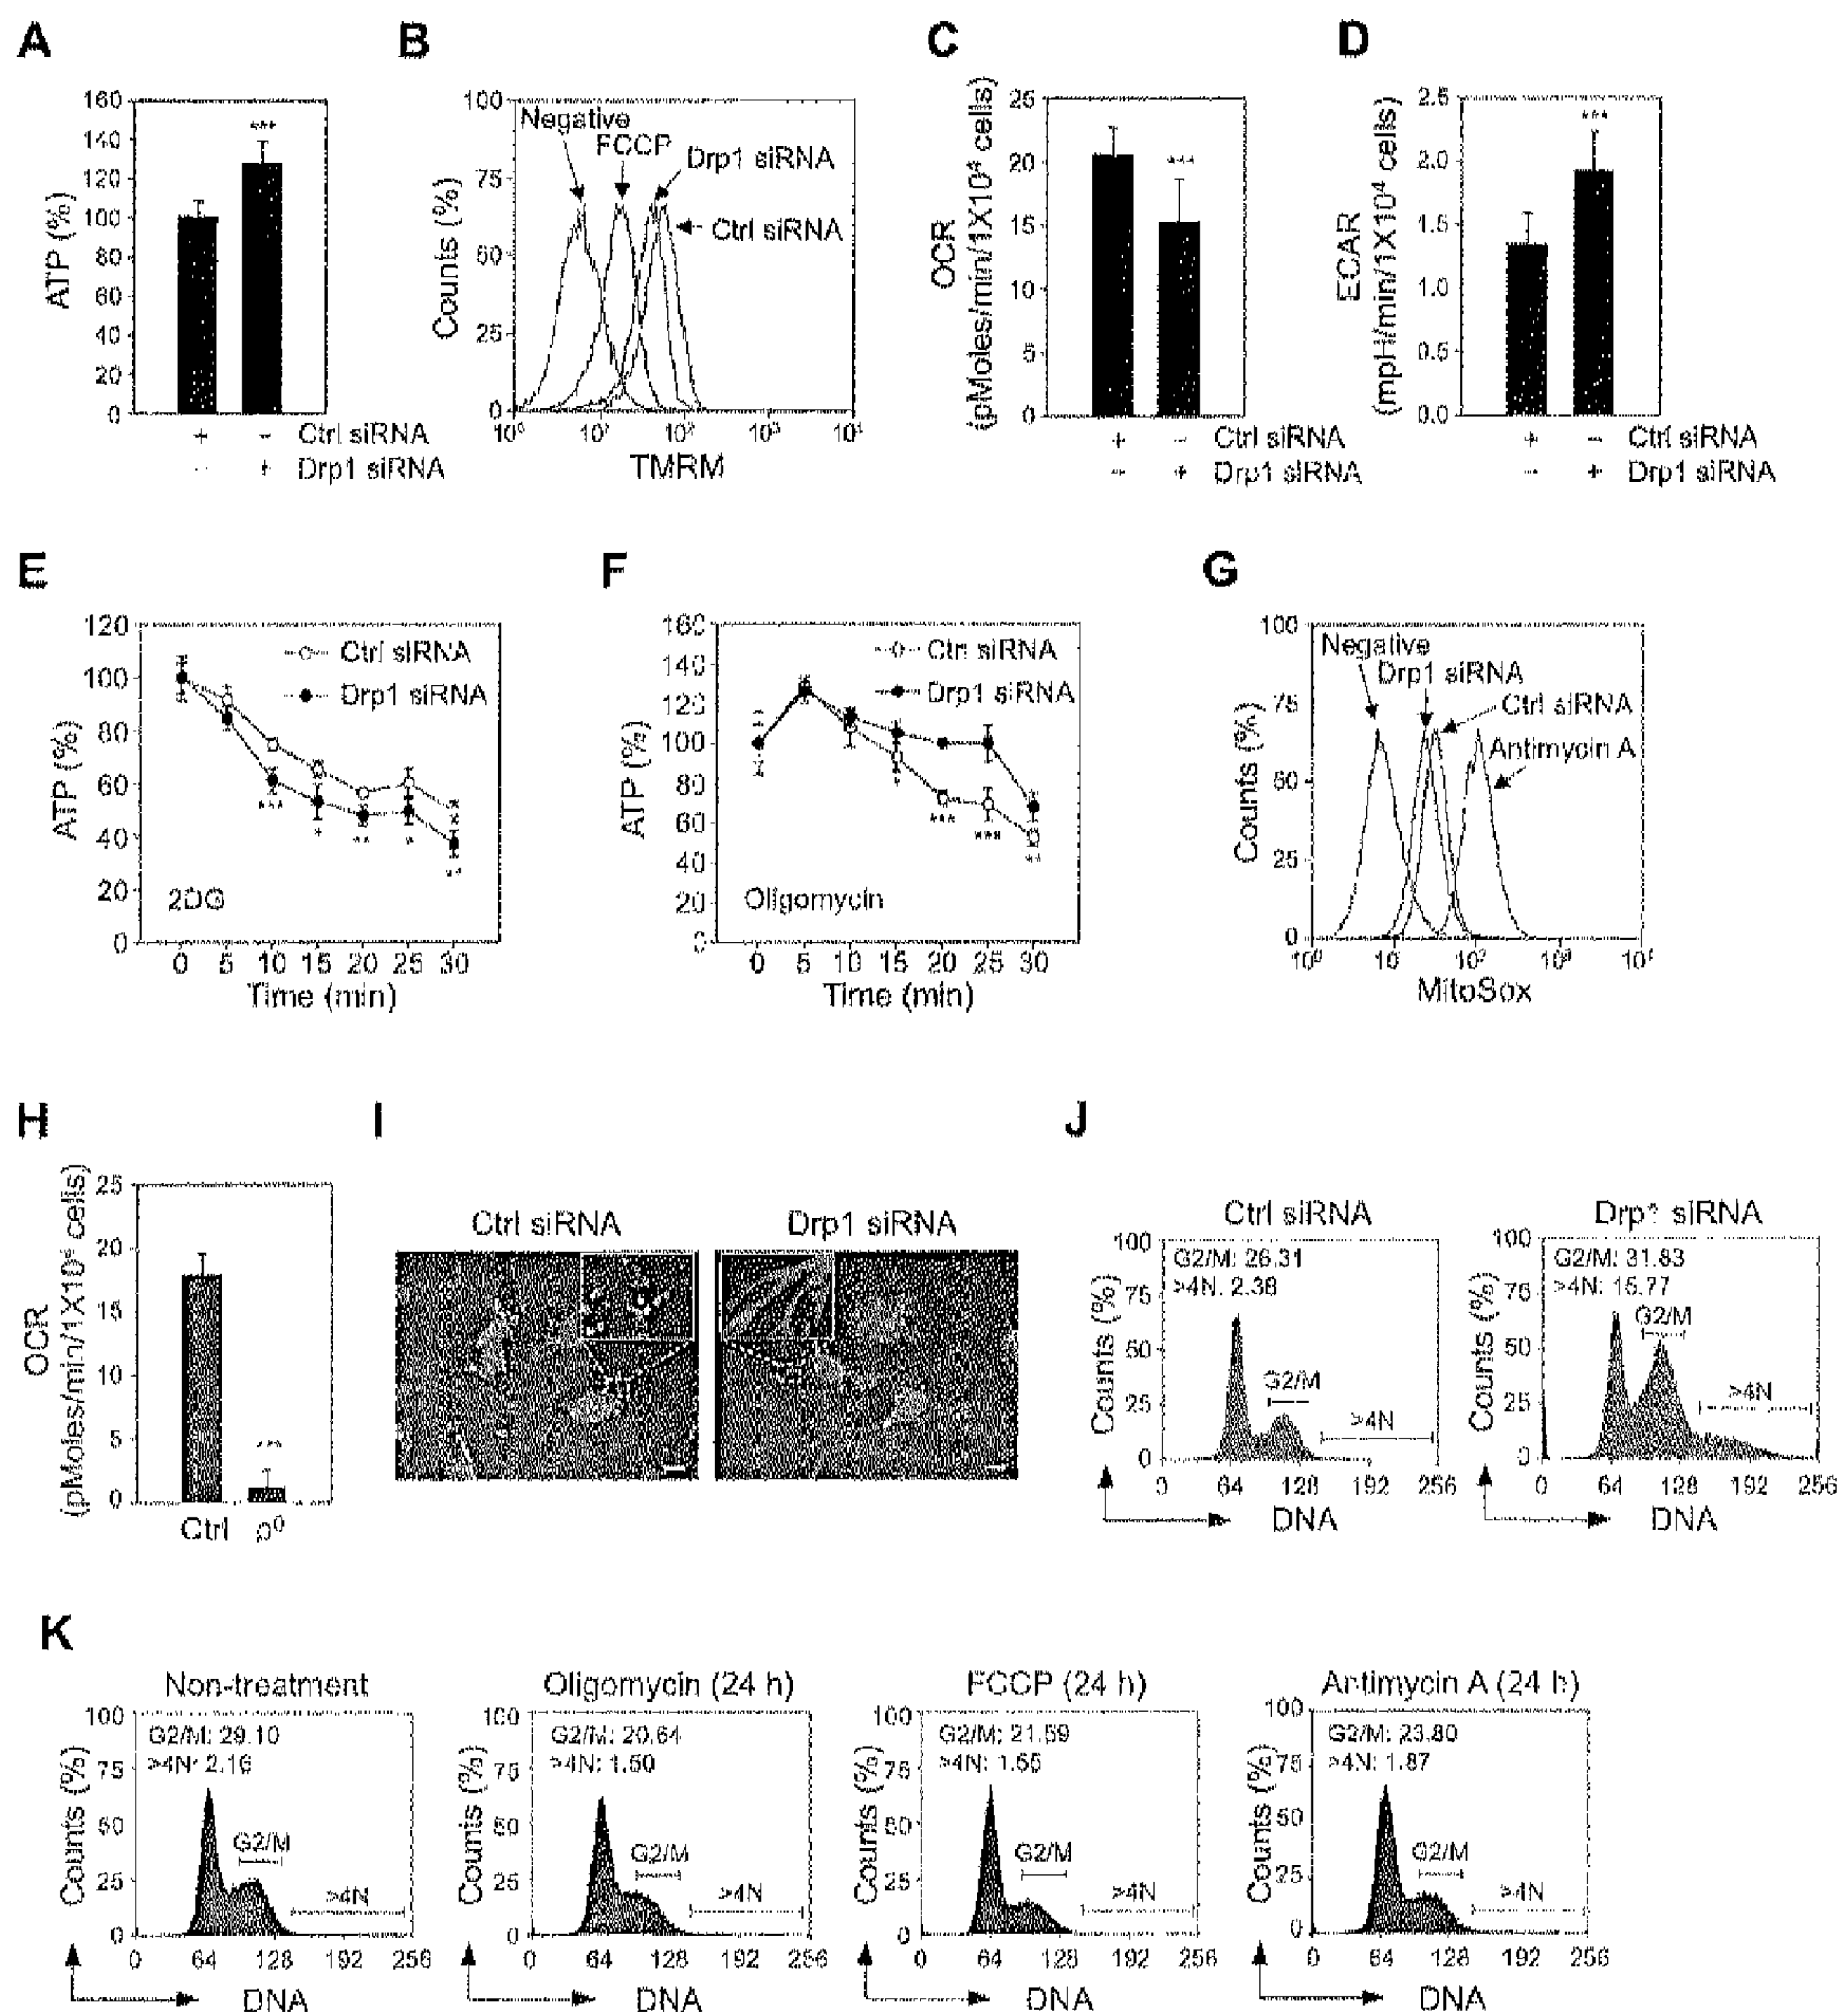 A
160
140
120
100
80
60
40
20
0
ATP (%)
***
+ - Ctrl siRNA
- + Drp1 siRNA
B
100
75
50
25
0
Counts (%)
Negative
FCCP
Drp1 siRNA
Ctrl siRNA
10⁰ 10¹ 10² 10³
TMRM
C
25
20
15
10
5
0
OCR
(pMoles/min/1X10⁴ cells)
***
+ - Ctrl siRNA
- + Drp1 siRNA
D
2.5
2.0
1.5
1.0
0.5
0.0
ECAR
(mpH/min/1X10⁴ cells)
***
+ - Ctrl siRNA
- + Drp1 siRNA
E
120
100
80
60
40
20
0
ATP (%)
Ctrl siRNA
Drp1 siRNA
***
*
**
*
**
2DG
0 5 10 15 20 25 30
Time (min)
F
160
140
120
100
80
60
40
20
0
ATP (%)
Ctrl siRNA
Drp1 siRNA
*
***
***
**
Oligomycin
0 5 10 15 20 25 30
Time (min)
G
100
75
50
25
0
Counts (%)
Negative
Drp1 siRNA
Ctrl siRNA
Antimycin A
10⁰ 10¹ 10² 10³
MitoSox
H
25
20
15
10
5
0
OCR
(pMoles/min/1X10⁴ cells)
***
Ctrl ρ⁰
I
Ctrl siRNA
Drp1 siRNA
J
Ctrl siRNA
100
75
50
25
0
Counts (%)
G2/M: 26.31
>4N: 2.38
G2/M
>4N
0 64 128 192 256
DNA
Drp1 siRNA
100
75
50
25
0
Counts (%)
G2/M: 31.83
>4N: 15.77
G2/M
>4N
0 64 128 192 256
DNA
K
Non-treatment
100
75
50
25
0
Counts (%)
G2/M: 29.10
>4N: 2.16
G2/M
>4N
0 64 128 192 256
DNA
Oligomycin (24 h)
100
75
50
25
0
Counts (%)
G2/M: 20.64
>4N: 1.50
G2/M
>4N
0 64 128 192 256
DNA
FCCP (24 h)
100
75
50
25
0
Counts (%)
G2/M: 21.59
>4N: 1.55
G2/M
>4N
0 64 128 192 256
DNA
Antimycin A (24 h)
100
75
50
25
0
Counts (%)
G2/M: 23.80
>4N: 1.87
G2/M
>4N
0 64 128 192 256
DNA